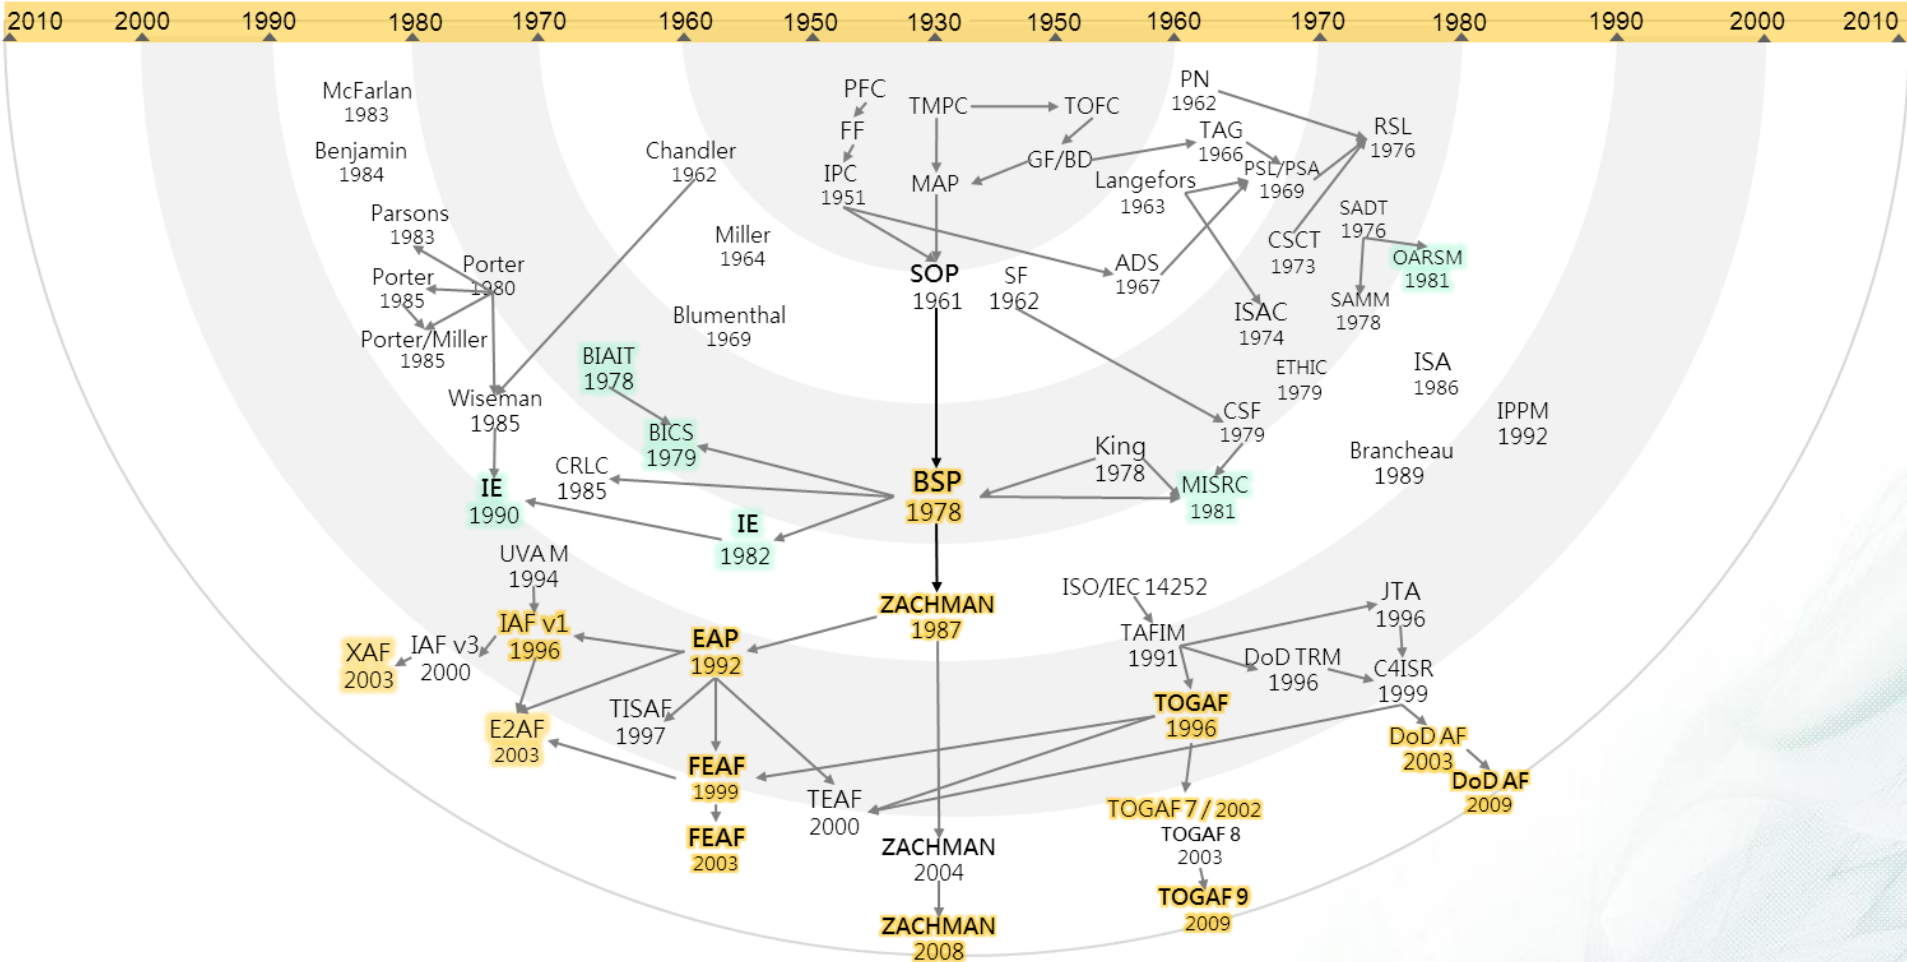 2010 2000 1990 1980 1970 1960 1950 1930 1950 1960 1970 1980 1990 2000 2010
McFarlan
1983
Benjamin
1984
Parsons
1983
Porter
1980
Porter
1985
Porter/Miller
1985
Chandler
1962
Miller
1964
Blumenthal
1969
Wiseman
1985
BIAIT
1978
BICS
1979
CRLC
1985
IE
1990
IE
1982
PFC
FF
IPC
1951
TMPC
TOFC
GF/BD
MAP
SOP
1961
SF
1962
PN
1962
TAG
1966
RSL
1976
PSL/PSA
1969
Langefors
1963
SADT
1976
CSCT
1973
OARSM
1981
ADS
1967
ISAC
1974
SAMM
1978
ETHIC
1979
ISA
1986
IPPM
1992
CSF
1979
King
1978
Brancheau
1989
MISRC
1981
BSP
1978
UVA M
1994
IAF v1
1996
IAF v3
2000
XAF
2003
E2AF
2003
EAP
1992
TISAF
1997
FEAF
1999
FEAF
2003
TEAF
2000
ZACHMAN
1987
ZACHMAN
2004
ZACHMAN
2008
ISO/IEC 14252
TAFIM
1991
JTA
1996
DoD TRM
1996
C4ISR
1999
TOGAF
1996
DoD AF
2003
DoD AF
2009
TOGAF 7 / 2002
TOGAF 8
2003
TOGAF 9
2009